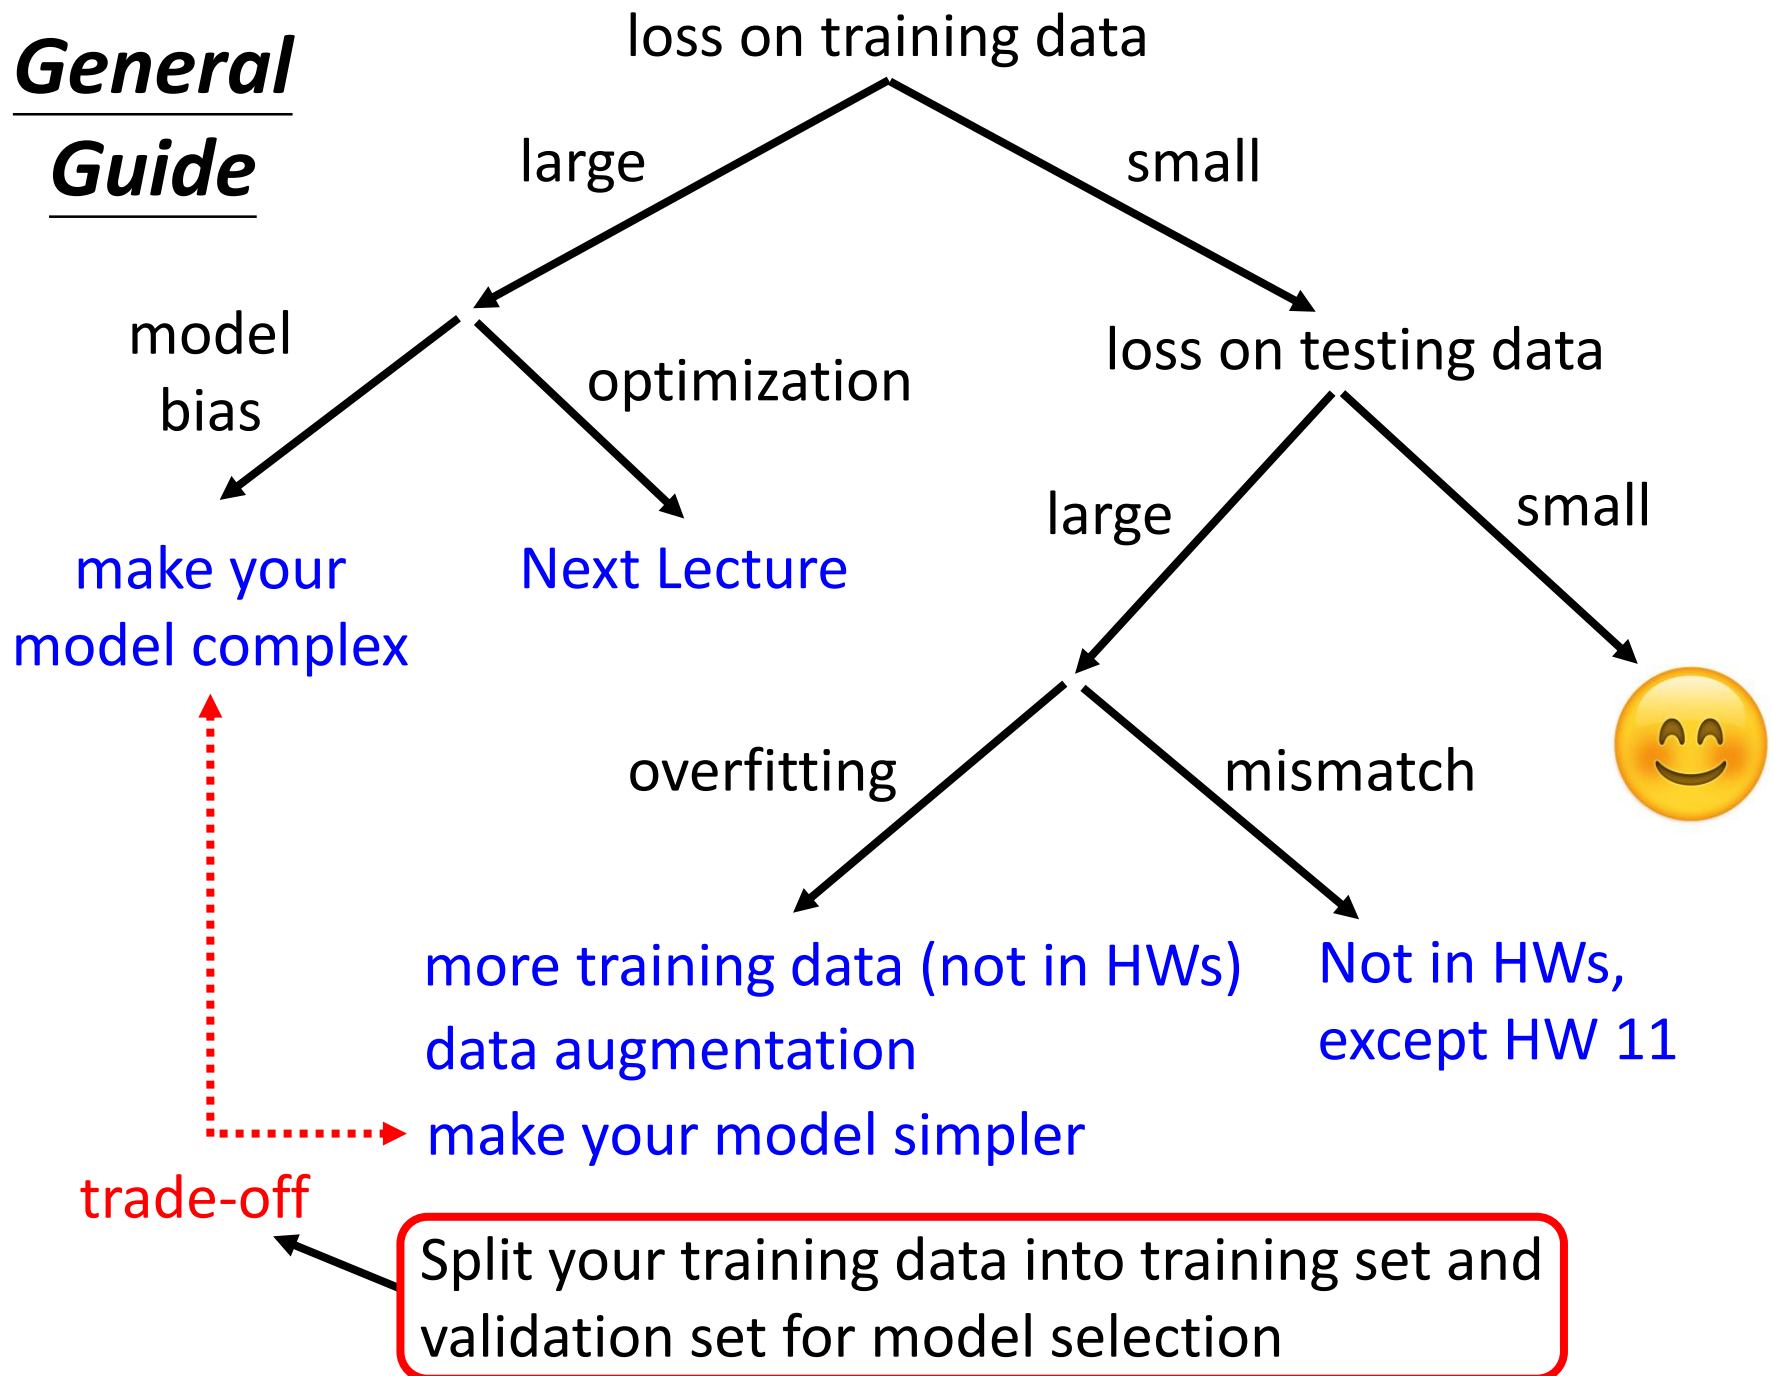 General
Guide
loss on training data
large
small
model
bias
optimization
loss on testing data
make your
model complex
Next Lecture
large
small
overfitting
mismatch
more training data (not in HWs)
data augmentation
make your model simpler
Not in HWs,
except HW 11
trade-off
Split your training data into training set and
validation set for model selection